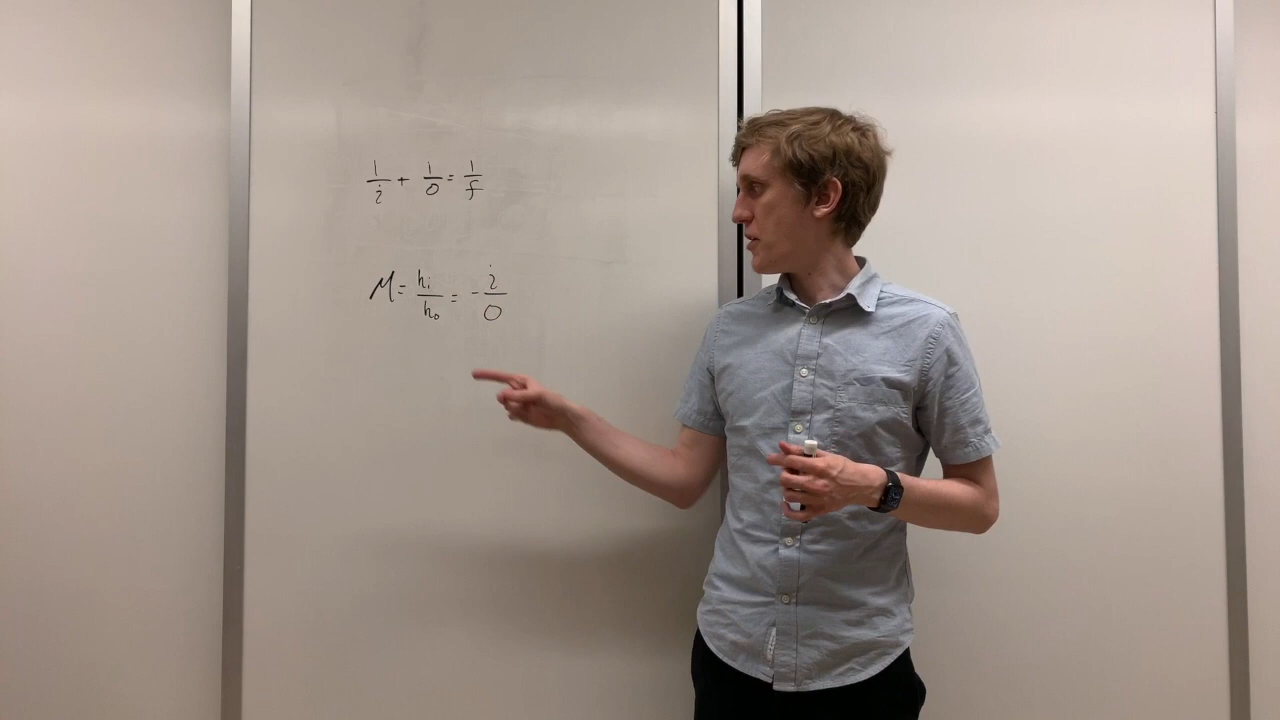 1/i + 1/o = 1/f
M = hᵢ/hₒ = - i/o